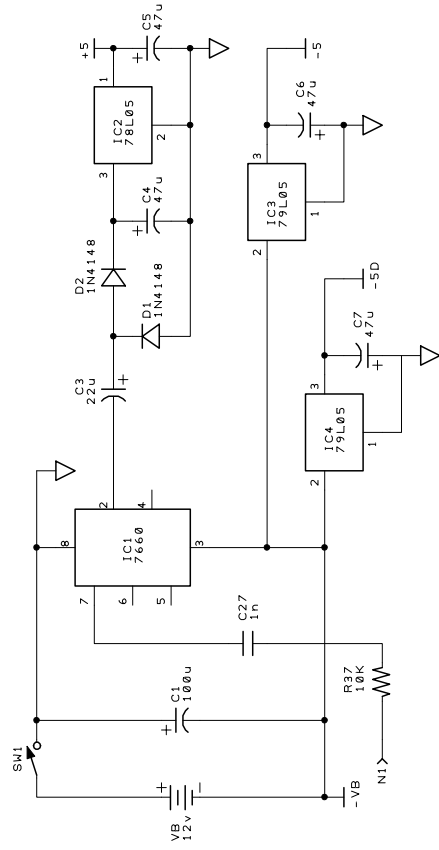 SW1
VB
12v
+
-
C1
100u
+
-VB
N1
R37
10K
C27
1n
IC1
7660
8
7
6
5
2
4
3
C3
22u
+
D1
1N4148
D2
1N4148
C4
47u
+
IC2
78L05
3
1
2
+5
C5
47u
+
IC3
79L05
2
3
1
C6
47u
+
-5
IC4
79L05
2
3
1
C7
47u
+
-5D